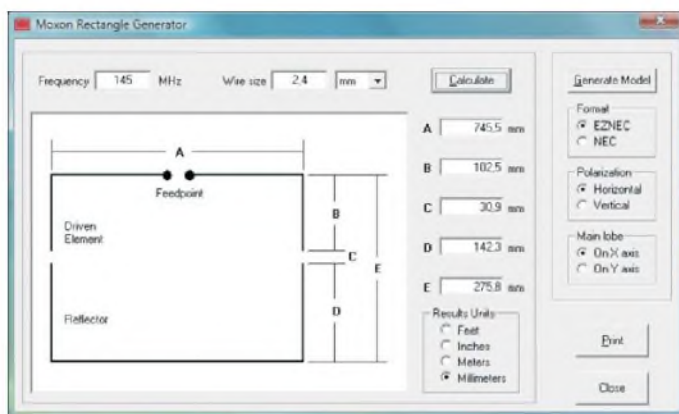 Moxon Rectangle Generator
Frequency 145 MHz Wire size 2,4 mm Calculate
A
Feedpoint
Driven
Element
B
C
E
D
Reflector
A 745,5 mm
B 102,5 mm
C 30,9 mm
D 142,3 mm
E 275,8 mm
Results Units
Feet
Inches
Meters
Millimeters
Generate Model
Format
EZNEC
NEC
Polarization
Horizontal
Vertical
Main lobe
On X axis
On Y axis
Print
Close